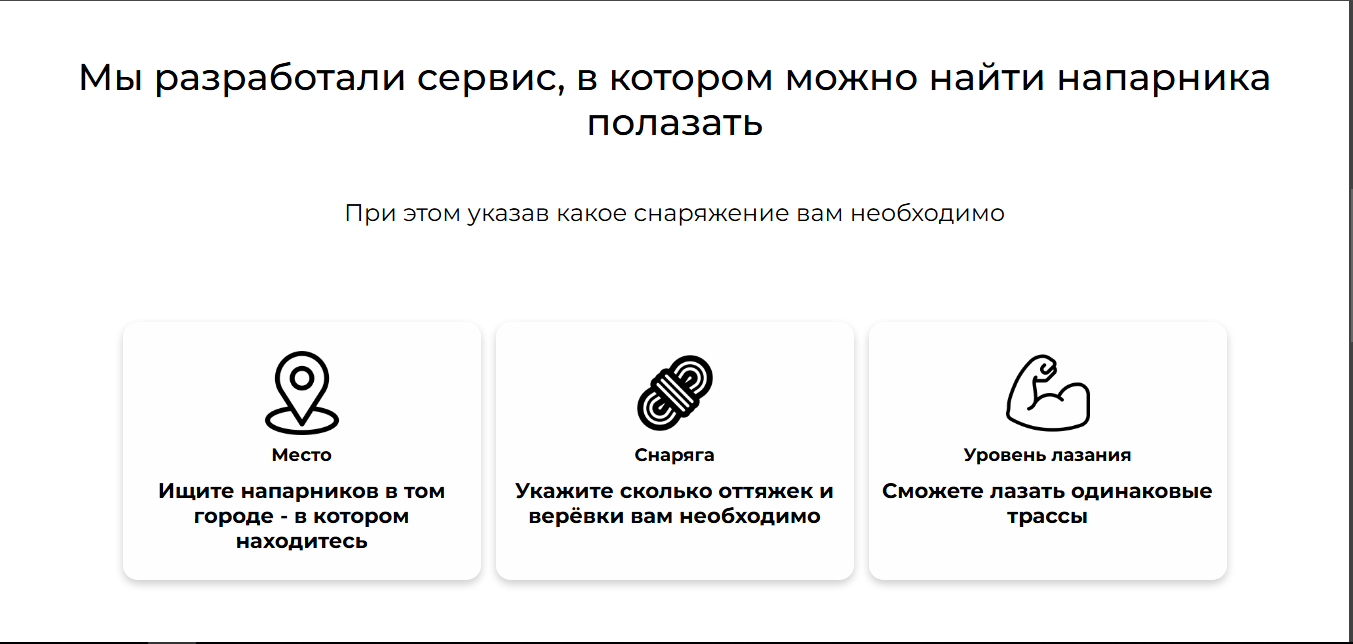 Мы разработали сервис, в котором можно найти напарника
полазать
При этом указав какое снаряжение вам необходимо
Место
Ищите напарников в том
городе - в котором
находитесь
Снаряга
Укажите сколько оттяжек и
верёвки вам необходимо
Уровень лазания
Сможете лазать одинаковые
трассы